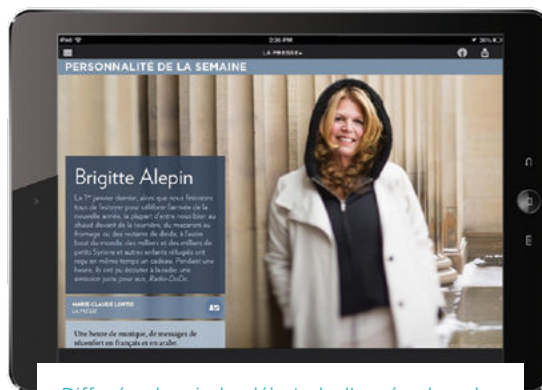 iPad
2:36 PM
30%
LA PRESSE+
PERSONNALITÉ DE LA SEMAINE
Brigitte Alepin
La 1er janvier dernier, alors que nous finissions
tous de festoyer pour célébrer l'arrivée de la
nouvelle année, la plupart d'entre nous bien au
chaud devant de la tourtière, du mazarin au
fromage ou des restants de dinde, à l'autre
bout du monde des milliers et des milliers de
petits Syriens et autres enfants réfugiés ont
reçu en même temps un cadeau. Pendant une
heure, ils ont pu écouter à la radio une
émission juste pour eux, Radio-DoDo.
MARIE-CLAUDE LORTIE
LA PRESSE
Une heure de musique, de messages de
réconfort en français et en arabe.